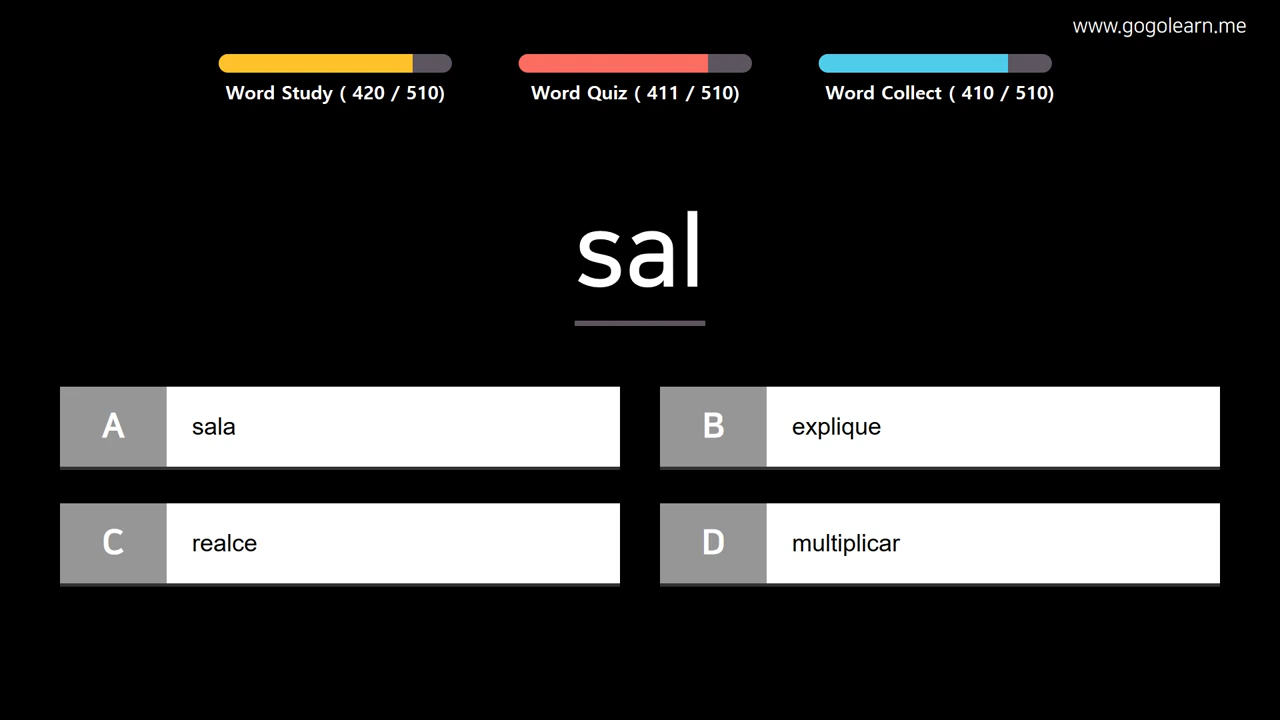 www.gogolearn.me
Word Study ( 420 / 510)
Word Quiz ( 411 / 510)
Word Collect ( 410 / 510)
sal
A sala
B explique
C realce
D multiplicar